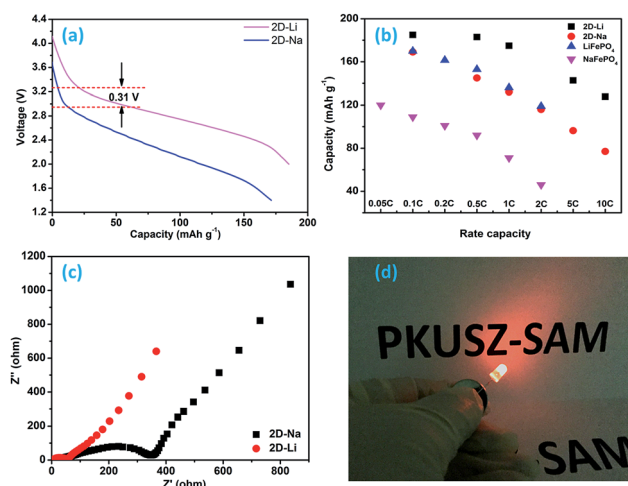 (a)
2D-Li
2D-Na
0.31 V
Voltage (V)
4.4
4.0
3.6
3.2
2.8
2.4
2.0
1.6
1.2
0 50 100 150 200
Capacity (mAh g⁻¹)
(b)
2D-Li
2D-Na
LiFePO₄
NaFePO₄
Capacity (mAh g⁻¹)
200
160
120
80
40
0.05C 0.1C 0.2C 0.5C 1C 2C 5C 10C
Rate capacity
(c)
Z'' (ohm)
1200
1000
800
600
400
200
0
0 200 400 600 800
Z' (ohm)
2D-Na
2D-Li
(d)
PKUSZ-SAM
SAM